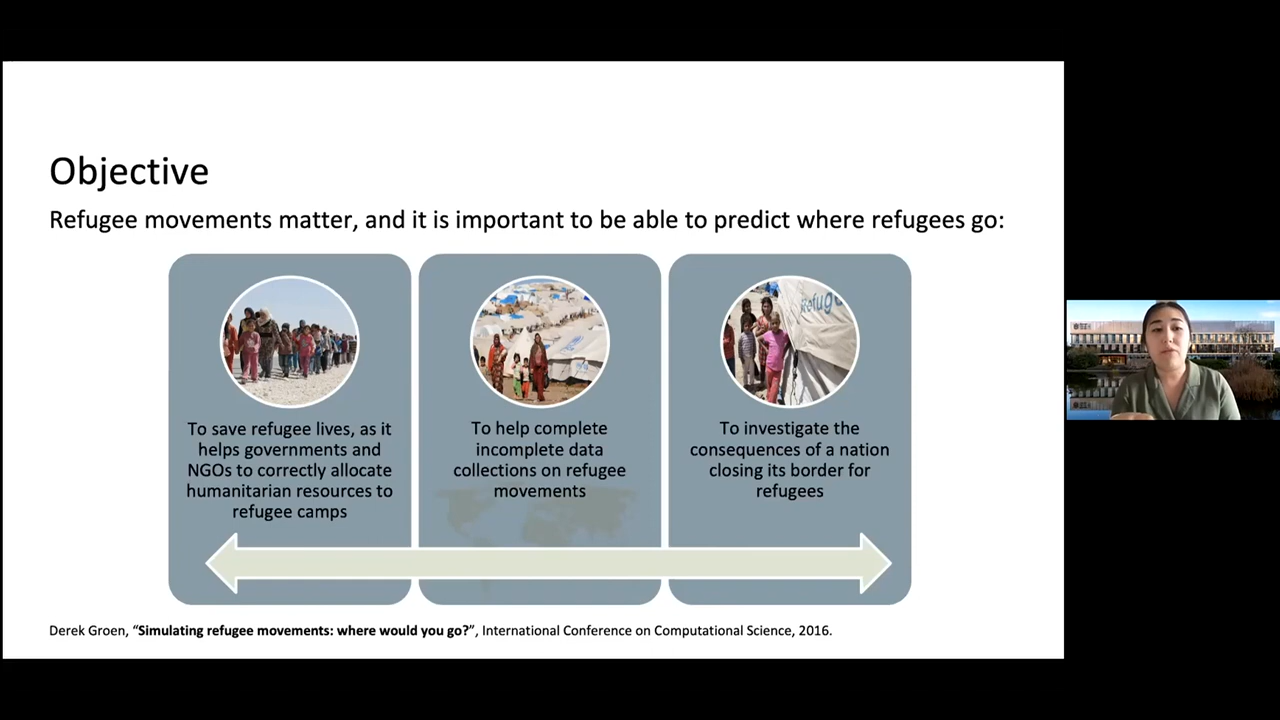 Objective
Refugee movements matter, and it is important to be able to predict where refugees go:
To save refugee lives, as it
helps governments and
NGOs to correctly allocate
humanitarian resources to
refugee camps
To help complete
incomplete data
collections on refugee
movements
Refuge
To investigate the
consequences of a nation
closing its border for
refugees
Derek Groen, “Simulating refugee movements: where would you go?”, International Conference on Computational Science, 2016.